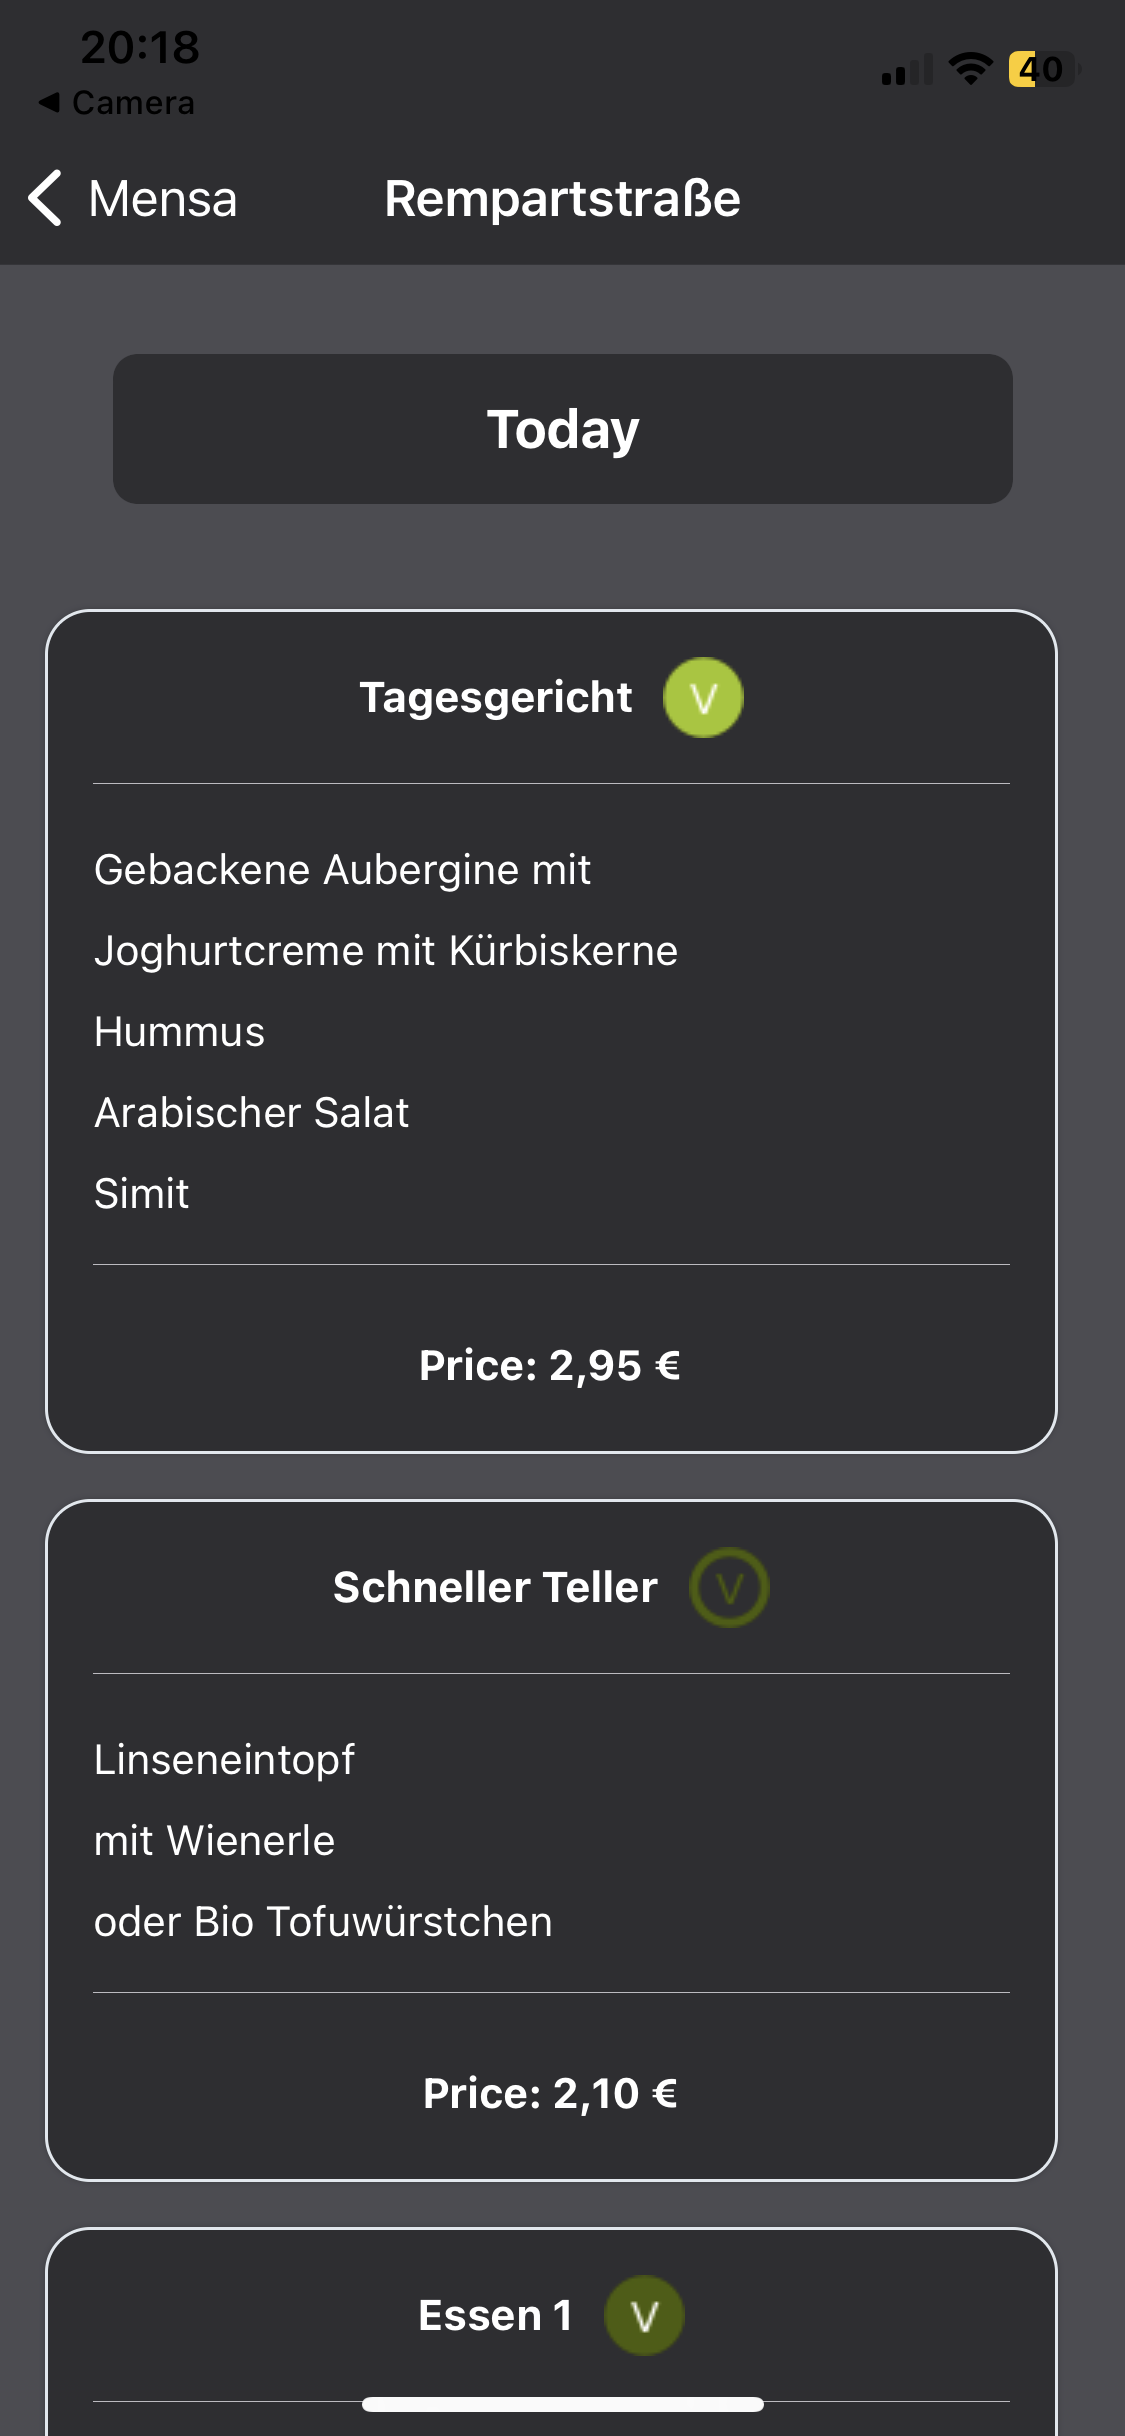 20:18
40
◀ Camera
Mensa
Rempartstraße
Today
Tagesgericht V
Gebackene Aubergine mit
Joghurtcreme mit Kürbiskerne
Hummus
Arabischer Salat
Simit
Price: 2,95 €
Schneller Teller V
Linseneintopf
mit Wienerle
oder Bio Tofuwürstchen
Price: 2,10 €
Essen 1 V